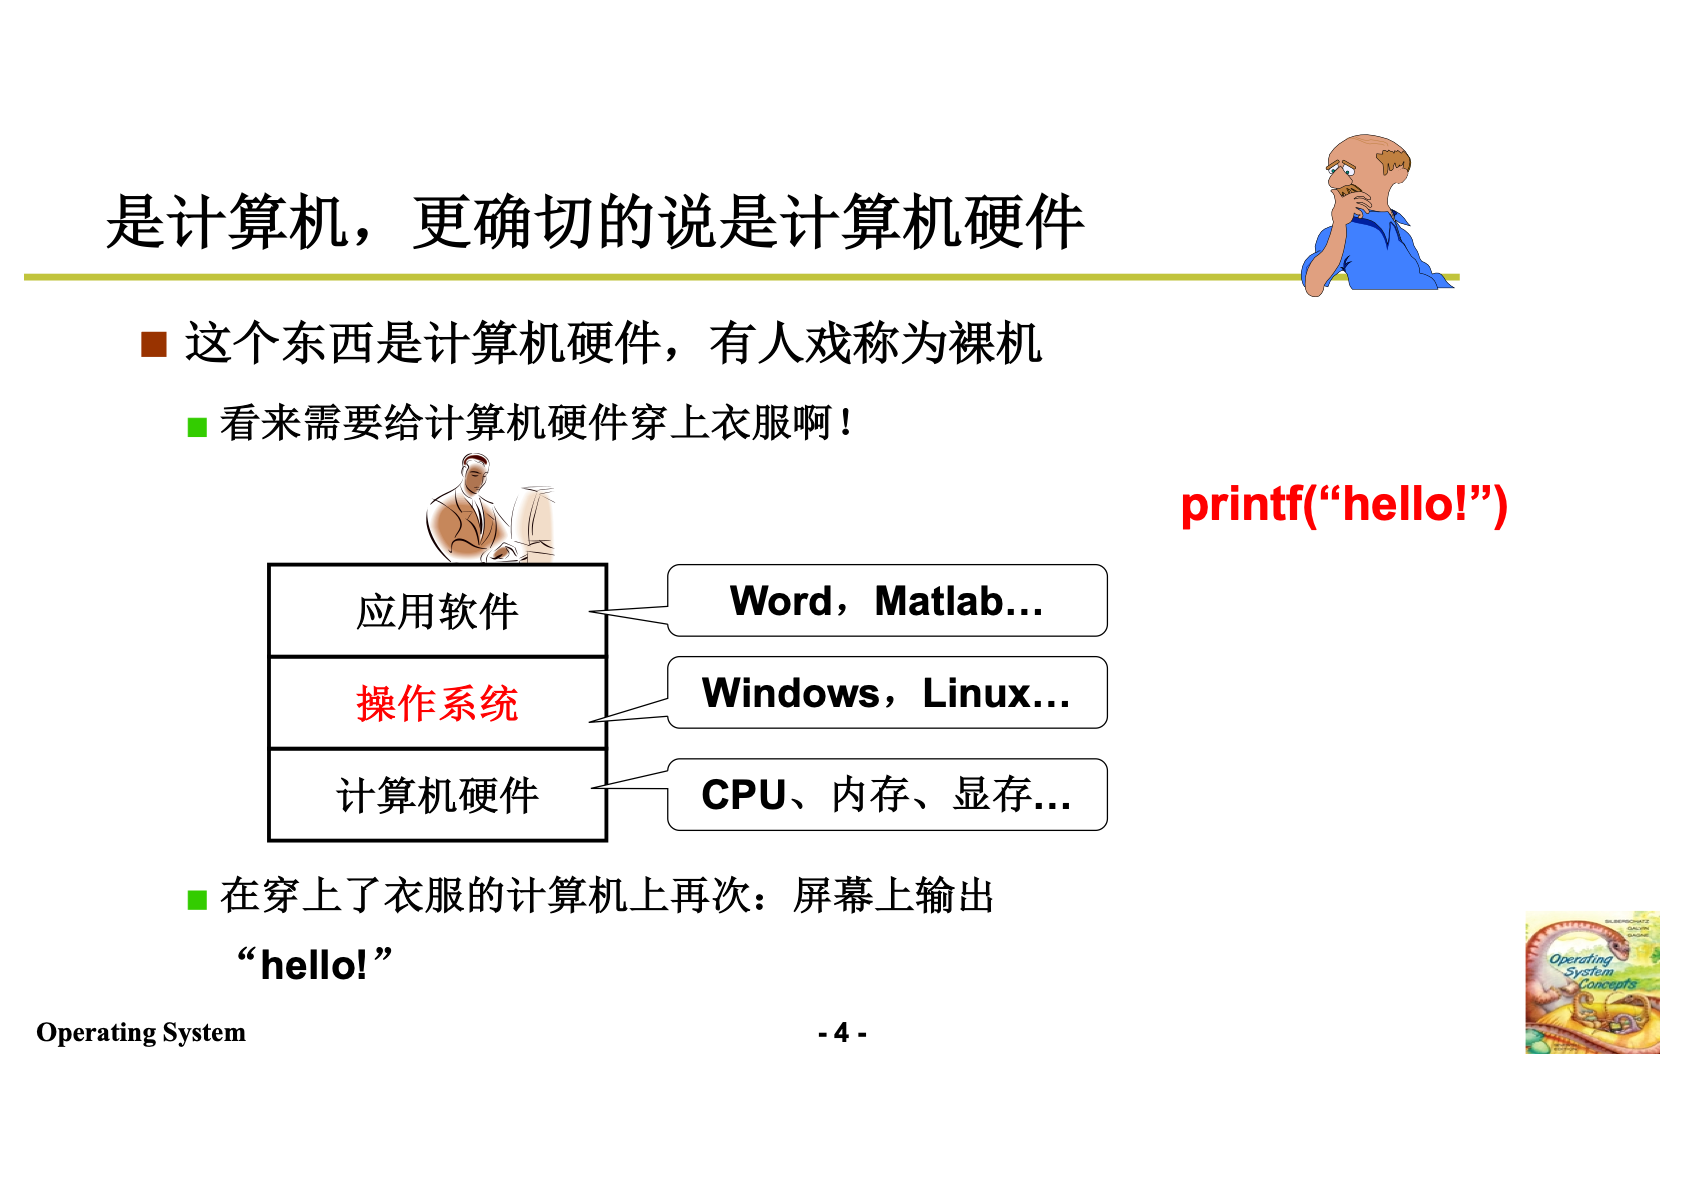 是计算机，更确切的说是计算机硬件
这个东西是计算机硬件，有人戏称为裸机
看来需要给计算机硬件穿上衣服啊！
printf(“hello!”)
应用软件
Word，Matlab…
操作系统
Windows，Linux…
计算机硬件
CPU、内存、显存…
在穿上了衣服的计算机上再次：屏幕上输出
“hello!”
SILBERSCHATZ
GALVIN
GAGNE
Operating
System
Concepts
Operating System
- 4 -